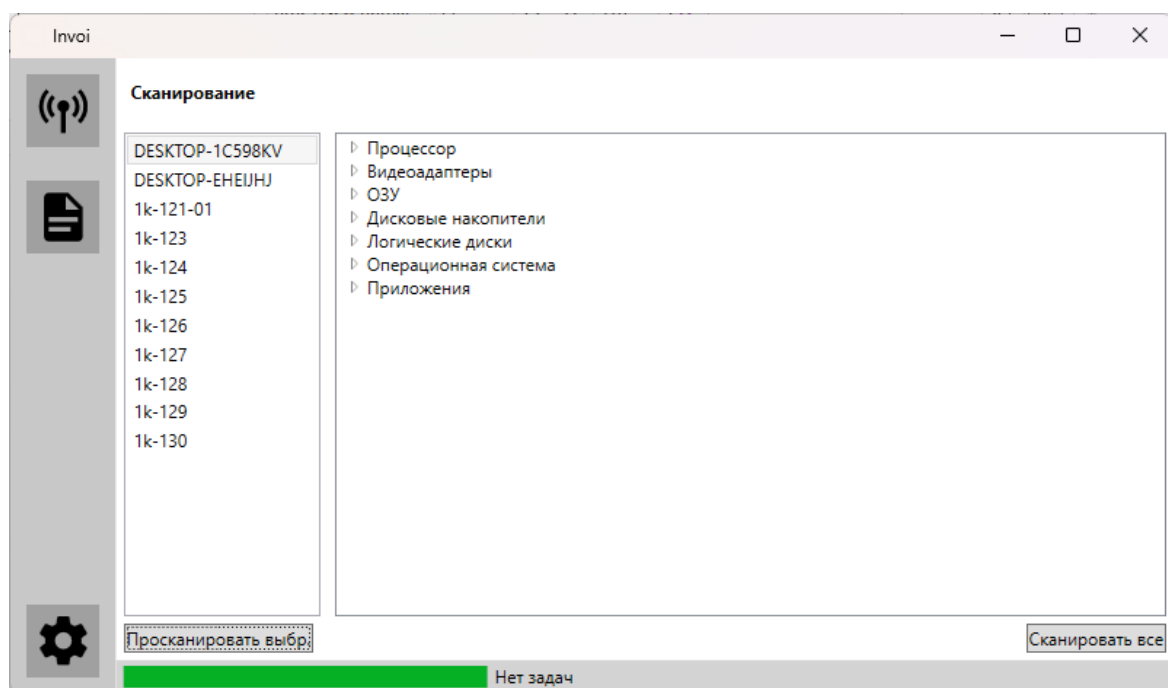 Invoi
Сканирование
DESKTOP-1C598KV
DESKTOP-EHEIJHJ
1k-121-01
1k-123
1k-124
1k-125
1k-126
1k-127
1k-128
1k-129
1k-130
Процессор
Видеоадаптеры
ОЗУ
Дисковые накопители
Логические диски
Операционная система
Приложения
Просканировать выбр
Сканировать все
Нет задач